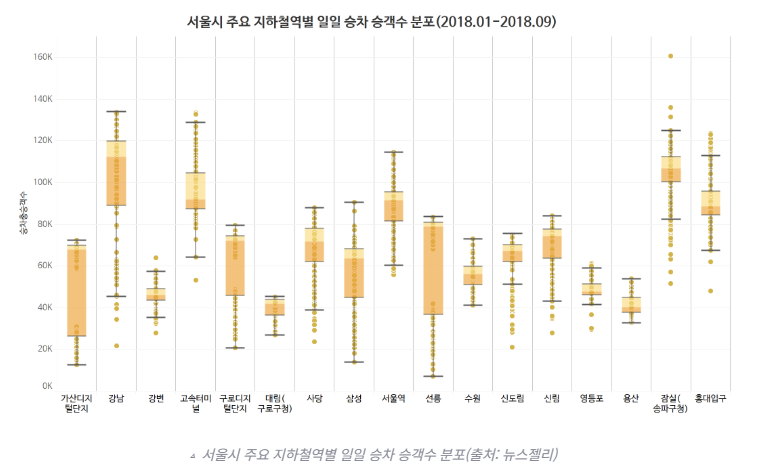 서울시 주요 지하철역별 일일 승차 승객수 분포(2018.01-2018.09)
승차총승객수
160K
140K
120K
100K
80K
60K
40K
20K
0K
가산디지
털단지
강남
강변
고속터미
널
구로디지
털단지
대림(
구로구청)
사당
삼성
서울역
선릉
수원
신도림
신림
영등포
용산
잠실(
송파구청)
홍대입구
▵ 서울시 주요 지하철역별 일일 승차 승객수 분포(출처: 뉴스젤리)